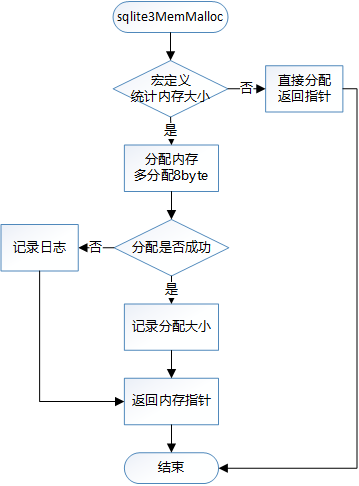 sqlite3MemMalloc
宏定义
统计内存大小
否
直接分配
返回指针
是
分配内存
多分配8byte
记录日志
否
分配是否成功
是
记录分配大小
返回内存指针
结束